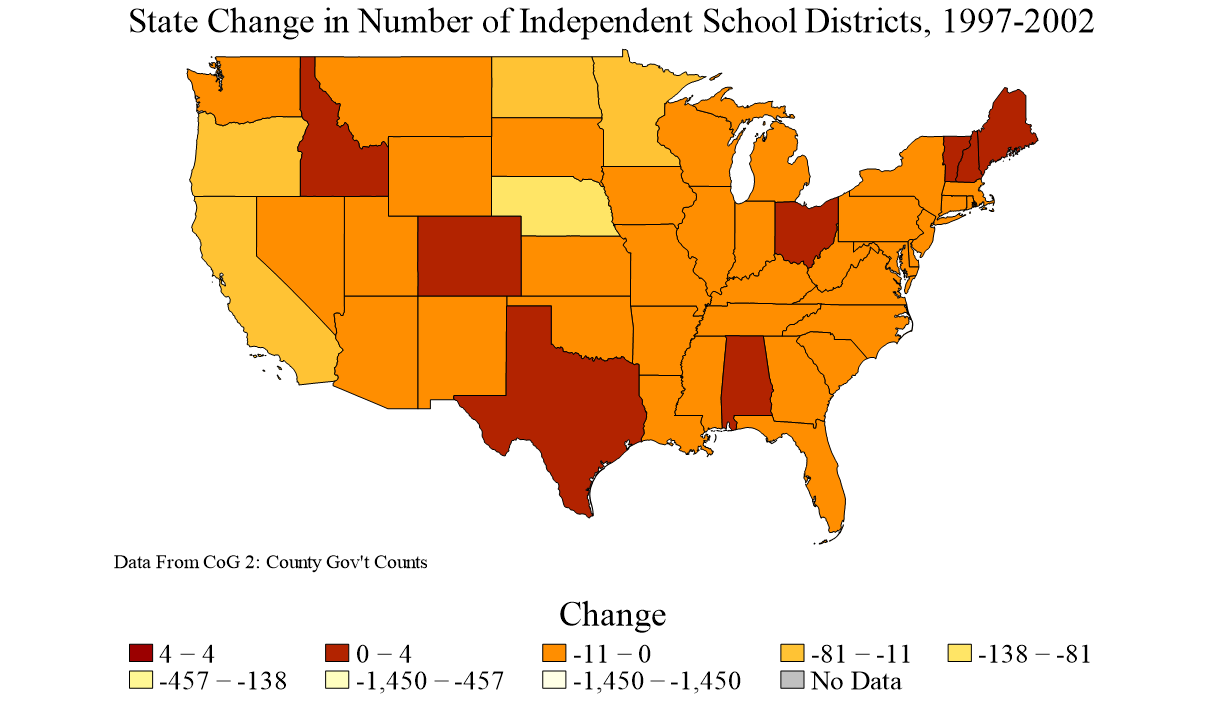 State Change in Number of Independent School Districts, 1997-2002
Data From CoG 2: County Gov't Counts
Change
4 – 4 0 – 4 -11 – 0 -81 – -11 -138 – -81
-457 – -138 -1,450 – -457 -1,450 – -1,450 No Data